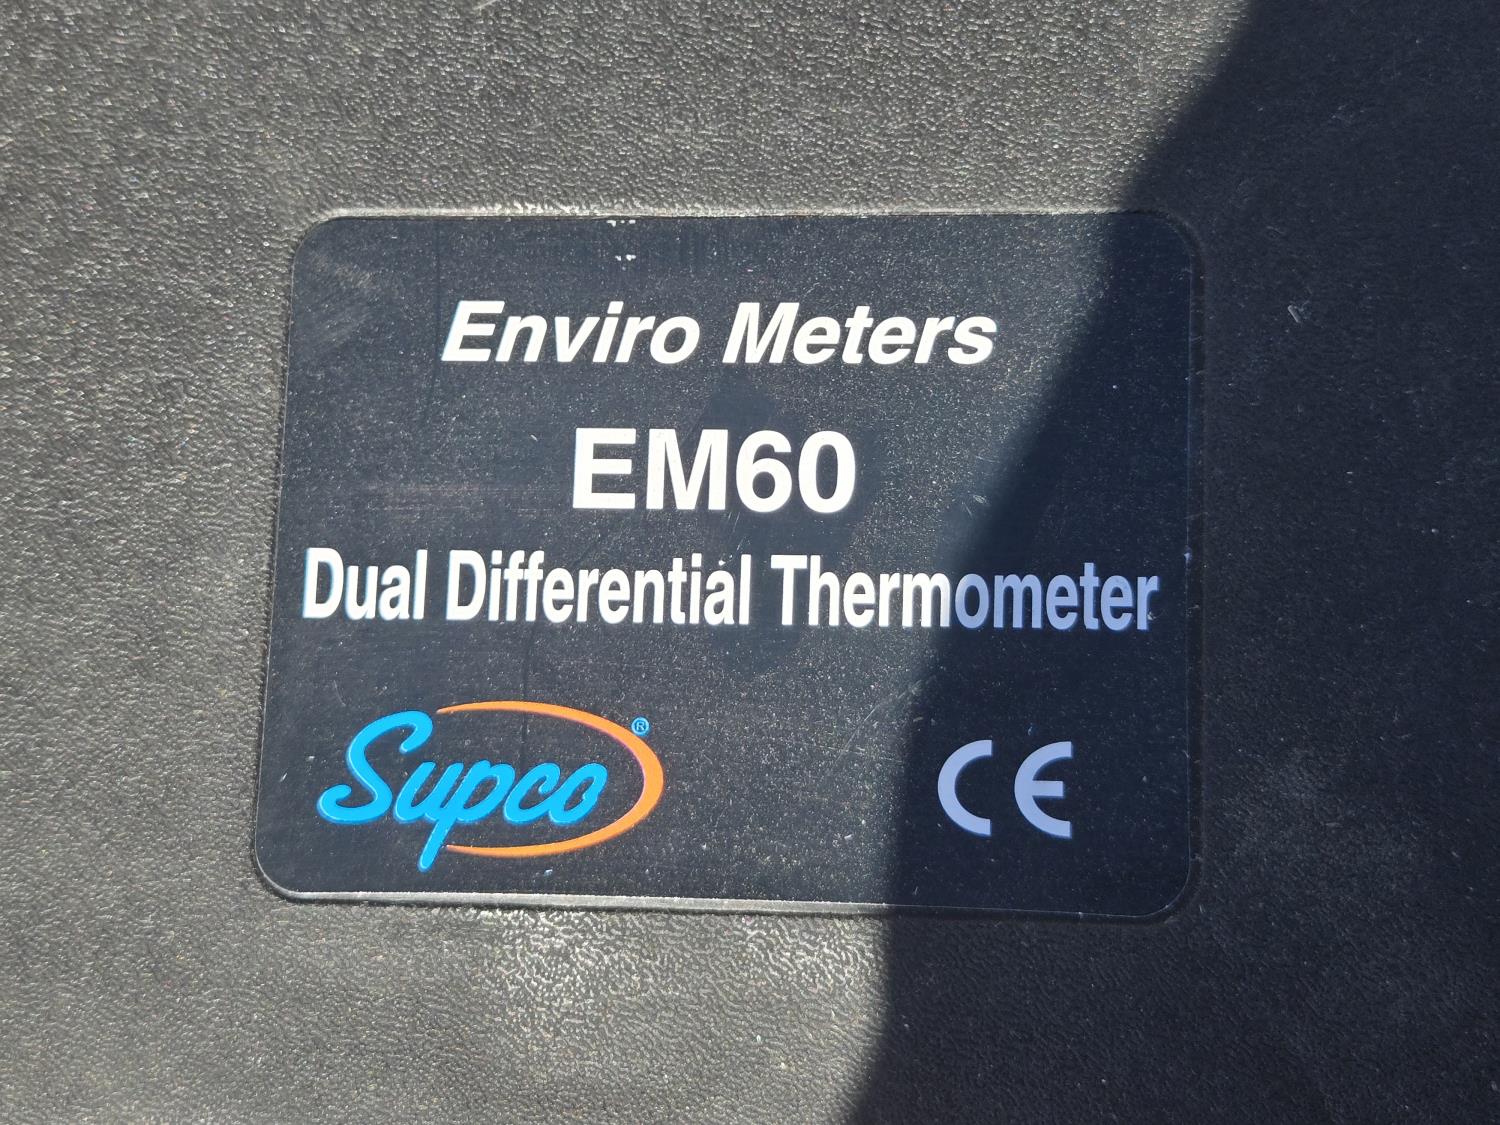 Enviro Meters
EM60
Dual Differential Thermometer
Supco®
CE